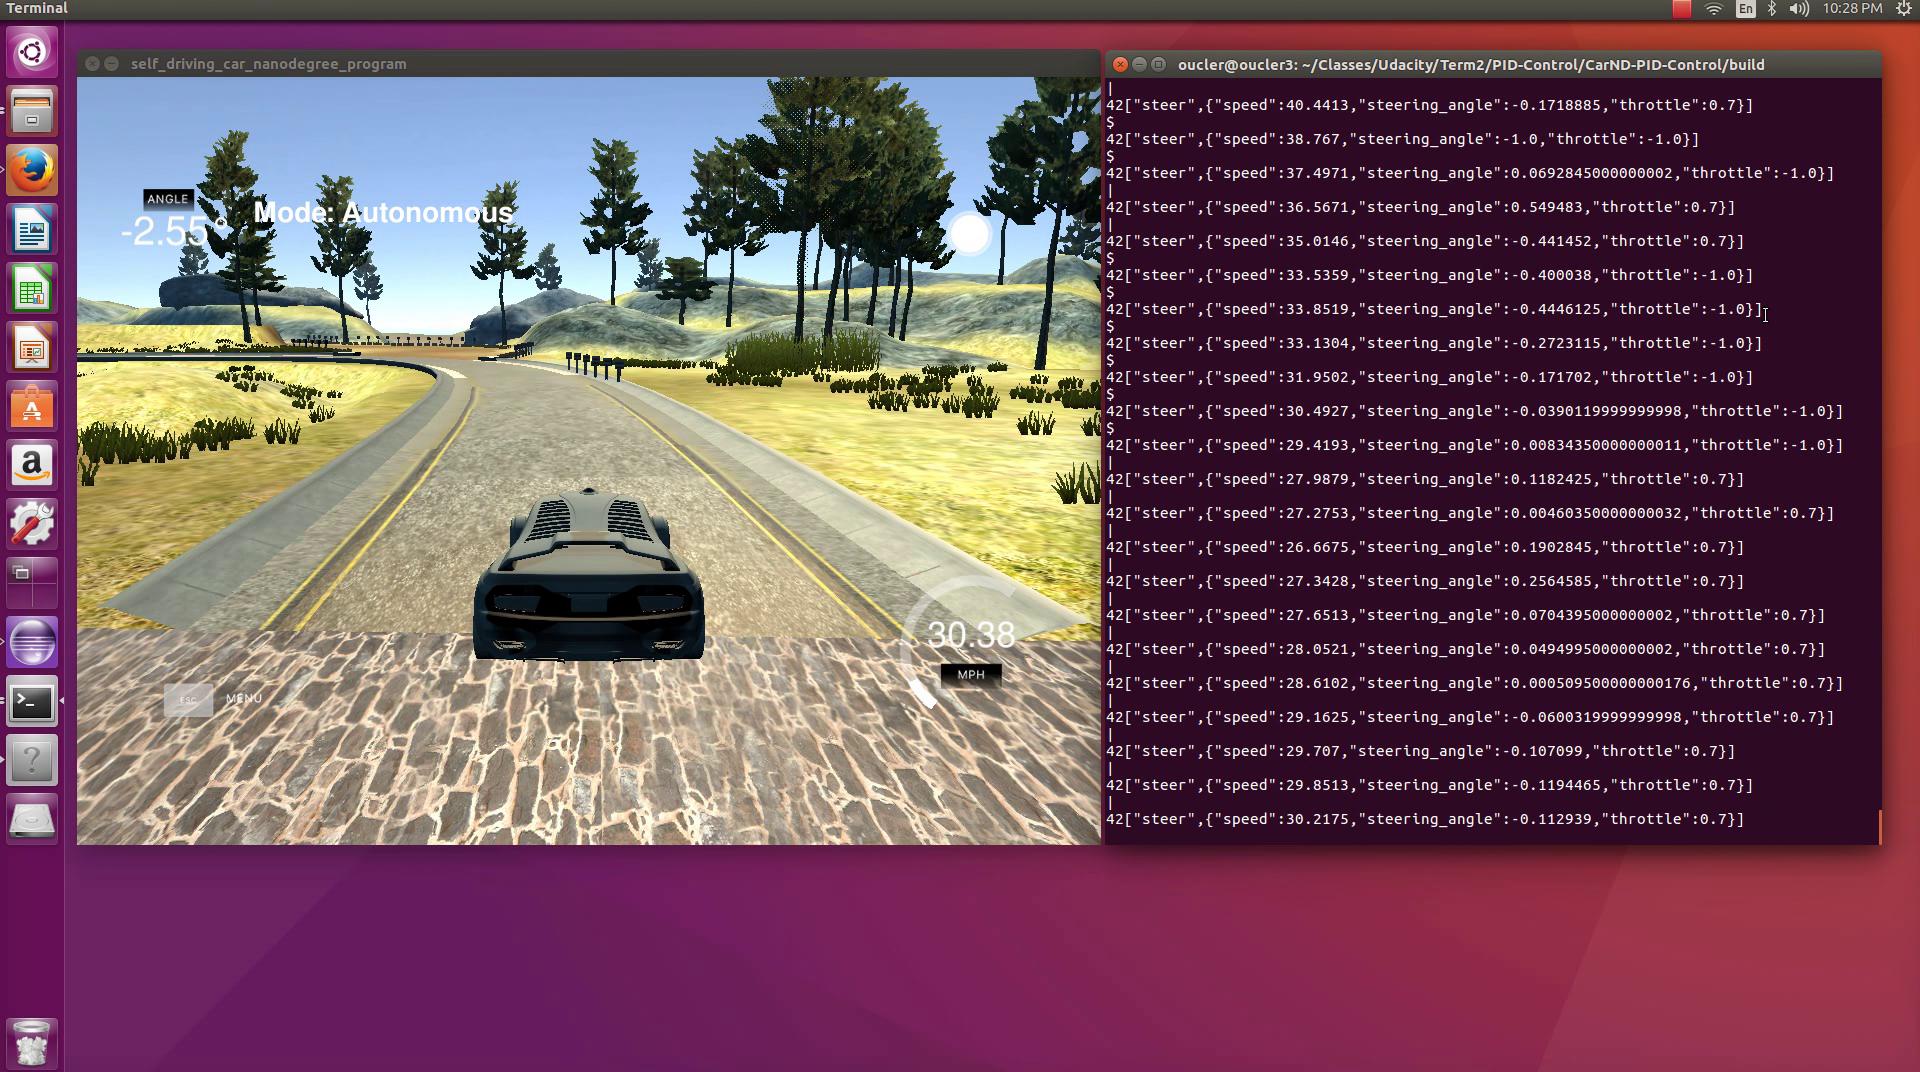 Terminal
En
10:28 PM
self_driving_car_nanodegree_program
ANGLE
-2.55°
Mode: Autonomous
30.38
MPH
ESC
MENU
oucler@oucler3: ~/Classes/Udacity/Term2/PID-Control/CarND-PID-Control/build
|
42["steer",{"speed":40.4413,"steering_angle":-0.1718885,"throttle":0.7}]
$
42["steer",{"speed":38.767,"steering_angle":-1.0,"throttle":-1.0}]
$
42["steer",{"speed":37.4971,"steering_angle":0.0692845000000002,"throttle":-1.0}]
|
42["steer",{"speed":36.5671,"steering_angle":0.549483,"throttle":0.7}]
|
42["steer",{"speed":35.0146,"steering_angle":-0.441452,"throttle":0.7}]
$
42["steer",{"speed":33.5359,"steering_angle":-0.400038,"throttle":-1.0}]
$
42["steer",{"speed":33.8519,"steering_angle":-0.4446125,"throttle":-1.0}]
$
42["steer",{"speed":33.1304,"steering_angle":-0.2723115,"throttle":-1.0}]
$
42["steer",{"speed":31.9502,"steering_angle":-0.171702,"throttle":-1.0}]
$
42["steer",{"speed":30.4927,"steering_angle":-0.0390119999999998,"throttle":-1.0}]
$
42["steer",{"speed":29.4193,"steering_angle":0.00834350000000011,"throttle":-1.0}]
|
42["steer",{"speed":27.9879,"steering_angle":0.1182425,"throttle":0.7}]
|
42["steer",{"speed":27.2753,"steering_angle":0.00460350000000032,"throttle":0.7}]
|
42["steer",{"speed":26.6675,"steering_angle":0.1902845,"throttle":0.7}]
|
42["steer",{"speed":27.3428,"steering_angle":0.2564585,"throttle":0.7}]
|
42["steer",{"speed":27.6513,"steering_angle":0.0704395000000002,"throttle":0.7}]
|
42["steer",{"speed":28.0521,"steering_angle":0.0494995000000002,"throttle":0.7}]
|
42["steer",{"speed":28.6102,"steering_angle":0.000509500000000176,"throttle":0.7}]
|
42["steer",{"speed":29.1625,"steering_angle":-0.0600319999999998,"throttle":0.7}]
|
42["steer",{"speed":29.707,"steering_angle":-0.107099,"throttle":0.7}]
|
42["steer",{"speed":29.8513,"steering_angle":-0.1194465,"throttle":0.7}]
|
42["steer",{"speed":30.2175,"steering_angle":-0.112939,"throttle":0.7}]